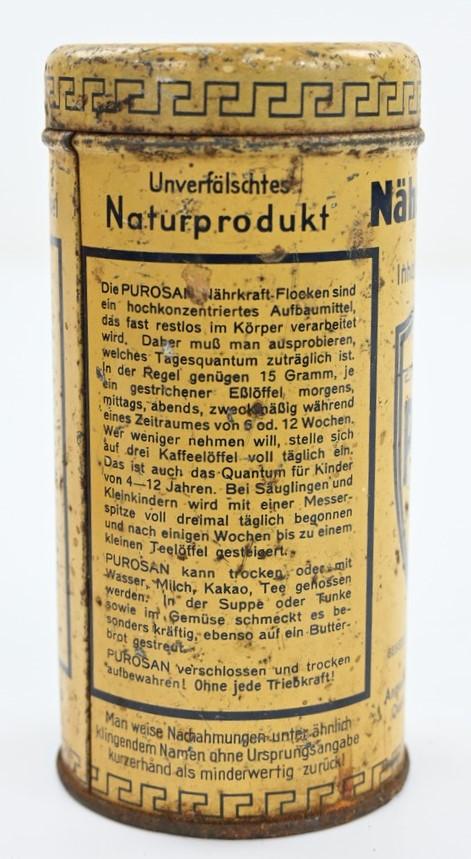 Unverfälschtes
Naturprodukt
Näh
Die PUROSAN Nährkraft-Flocken sind
ein hochkonzentriertes Aufbaumittel,
das fast restlos im Körper verarbeitet
wird. Daher muß man ausprobieren,
welches Tagesquantum zuträglich ist.
In der Regel genügen 15 Gramm, je
ein gestrichener Eßlöffel morgens,
mittags, abends, zweckmäßig während
eines Zeitraumes von 6 od. 12 Wochen.
Wer weniger nehmen will, stelle sich
auf drei Kaffeelöffel voll täglich ein.
Das ist auch das Quantum für Kinder
von 4—12 Jahren. Bei Säuglingen und
Kleinkindern wird mit einer Messer-
spitze voll dreimal täglich begonnen
und nach einigen Wochen bis zu einem
kleinen Teelöffel gesteigert.
PUROSAN kann trocken oder mit
Wasser, Milch, Kakao, Tee genossen
werden. In der Suppe oder Tunke
sowie im Gemüse schmeckt es be-
sonders kräftig, ebenso auf ein Butter-
brot gestreut.
PUROSAN verschlossen und trocken
aufbewahren! Ohne jede Triebkraft!
Man weise Nachahmungen unter ähnlich
klingendem Namen ohne Ursprungsangabe
kurzerhand als minderwertig zurück!